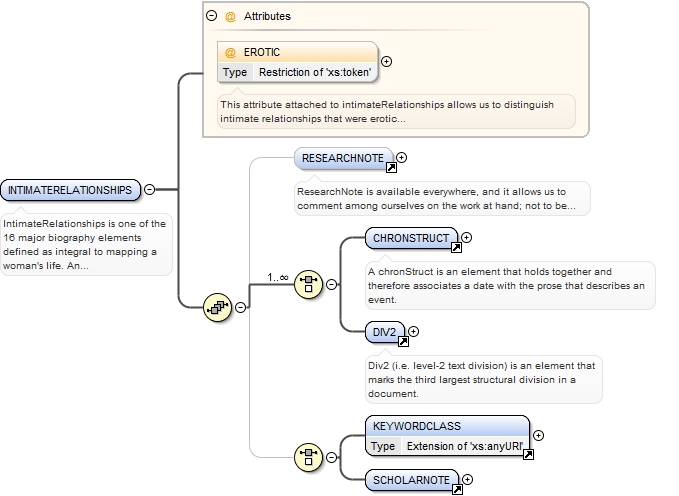 @ Attributes
@ EROTIC
Type Restriction of 'xs:token'
This attribute attached to intimateRelationships allows us to distinguish
intimate relationships that were erotic...
RESEARCHNOTE
ResearchNote is available everywhere, and it allows us to
comment among ourselves on the work at hand; not to be...
INTIMATERELATIONSHIPS
IntimateRelationships is one of the
16 major biography elements
defined as integral to mapping a
woman's life. An...
CHRONSTRUCT
1..∞
A chronStruct is an element that holds together and
therefore associates a date with the prose that describes an
event.
DIV2
Div2 (i.e. level-2 text division) is an element that
marks the third largest structural division in a
document.
KEYWORDCLASS
Type Extension of 'xs:anyURI'
SCHOLARNOTE